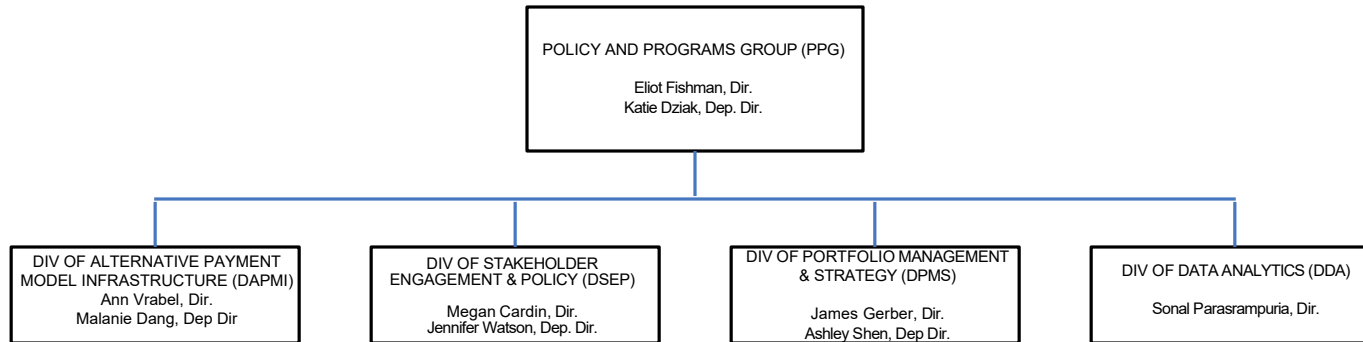 POLICY AND PROGRAMS GROUP (PPG)
Eliot Fishman, Dir.
Katie Dziak, Dep. Dir.
DIV OF ALTERNATIVE PAYMENT
MODEL INFRASTRUCTURE (DAPMI)
Ann Vrabel, Dir.
Malanie Dang, Dep Dir
DIV OF STAKEHOLDER
ENGAGEMENT & POLICY (DSEP)
Megan Cardin, Dir.
Jennifer Watson, Dep. Dir.
DIV OF PORTFOLIO MANAGEMENT
& STRATEGY (DPMS)
James Gerber, Dir.
Ashley Shen, Dep Dir.
DIV OF DATA ANALYTICS (DDA)
Sonal Parasrampuria, Dir.